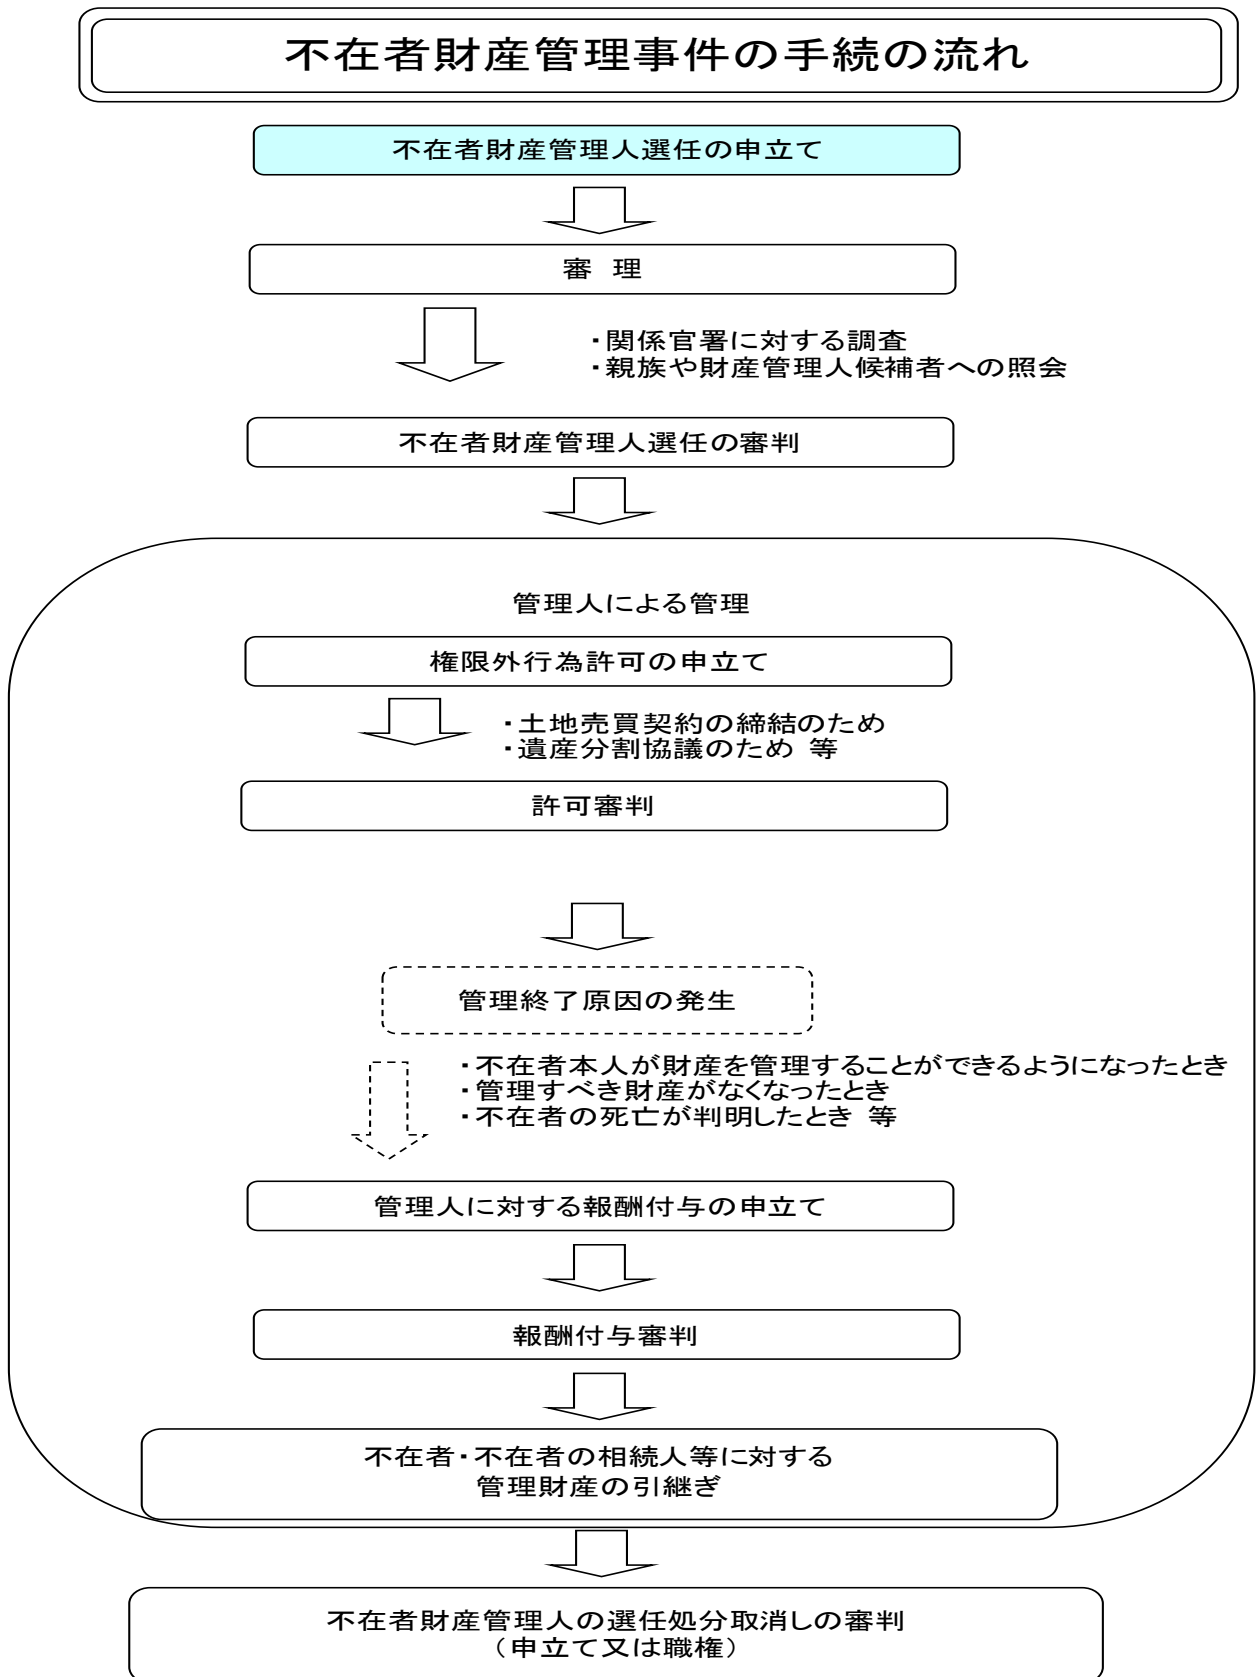 不在者財産管理事件の手続の流れ
不在者財産管理人選任の申立て
審 理
・関係官署に対する調査
・親族や財産管理人候補者への照会
不在者財産管理人選任の審判
管理人による管理
権限外行為許可の申立て
・土地売買契約の締結のため
・遺産分割協議のため 等
許可審判
管理終了原因の発生
・不在者本人が財産を管理することができるようになったとき
・管理すべき財産がなくなったとき
・不在者の死亡が判明したとき 等
管理人に対する報酬付与の申立て
報酬付与審判
不在者・不在者の相続人等に対する
管理財産の引継ぎ
不在者財産管理人の選任処分取消しの審判
（申立て又は職権）